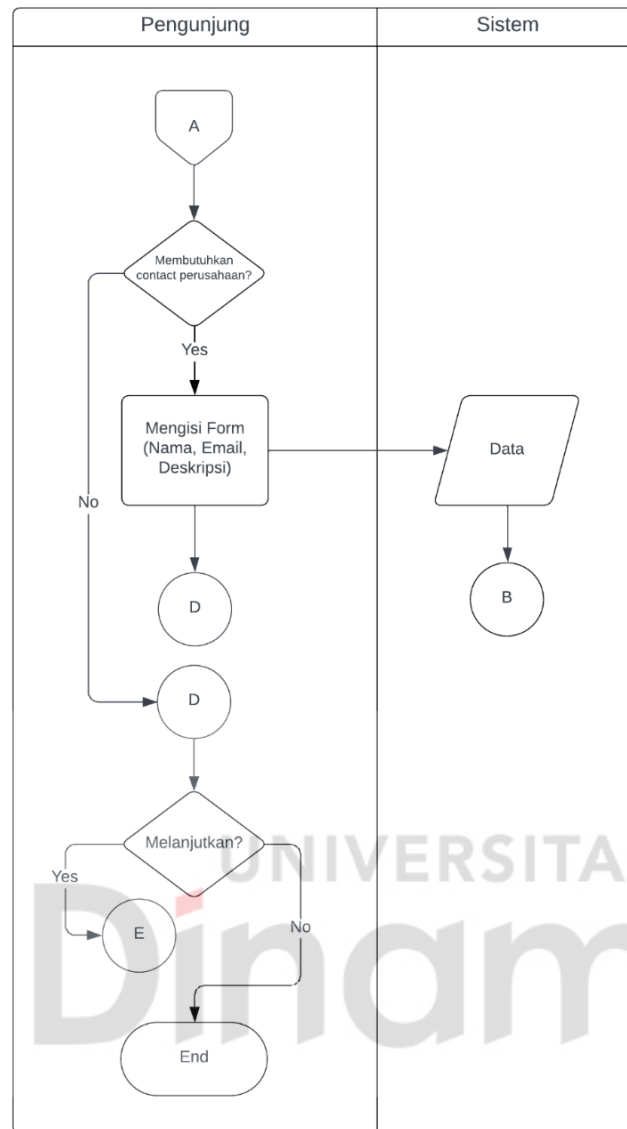 Pengunjung
Sistem
A
Membutuhkan
contact perusahaan?
Yes
Mengisi Form
(Nama, Email,
Deskripsi)
Data
No
D
B
D
Melanjutkan?
UNIVERSITA
Yes
E
No
Dinam
End